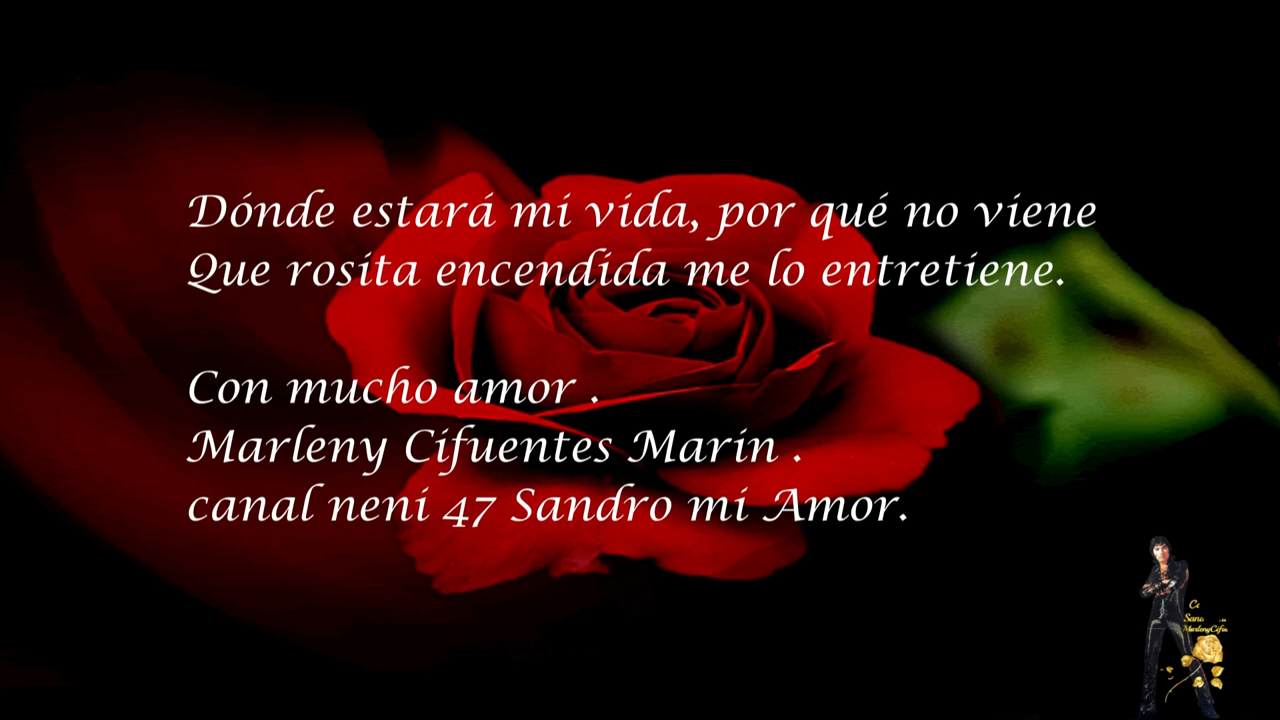 Dónde estará mi vida, por qué no viene
Que rosita encendida me lo entretiene.
Con mucho amor .
Marleny Cifuentes Marin .
canal neni 47 Sandro mi Amor.